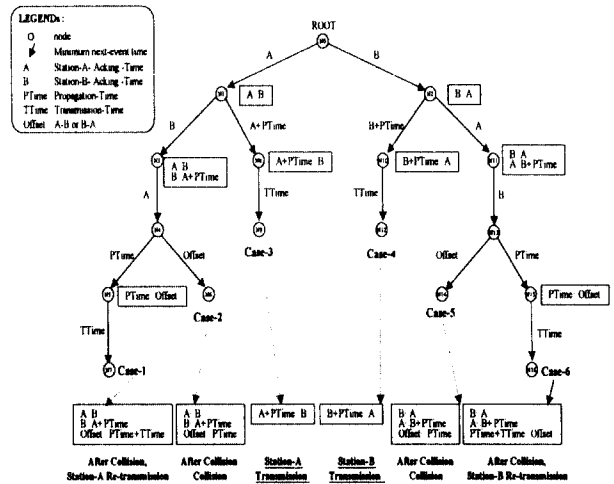 LEGENDs :
O node
Minimum next-event time
A Station-A- Acking -Time
B Station-B- Acking -Time
PTime Propagation-Time
TTime Transmission-Time
Offset A-B or B-A
ROOT
A B
A B
B A
B A+PTime
B+PTime A
A B
B A+PTime
A+PTime B
B+PTime A
B A
A B+PTime
A TTime TTime B
Case-3 Case-4
PTime Offset Offset PTime
PTime Offset
Case-2
Case-5
PTime Offset
TTime TTime
Case-1 Case-6
A B
B A+PTime
Offset PTime+TTime
A B
B A+PTime
Offset PTime
A+PTime B
B+PTime A
B A
A B+PTime
Offset PTime
B A
A B+PTime
PTime+TTime Offset
After Collision,
Station-A Re-transmission
After Collision
Collision
Station-A
Transmission
Station-B
Transmission
After Collision
Collision
After Collision,
Station-B Re-transmission